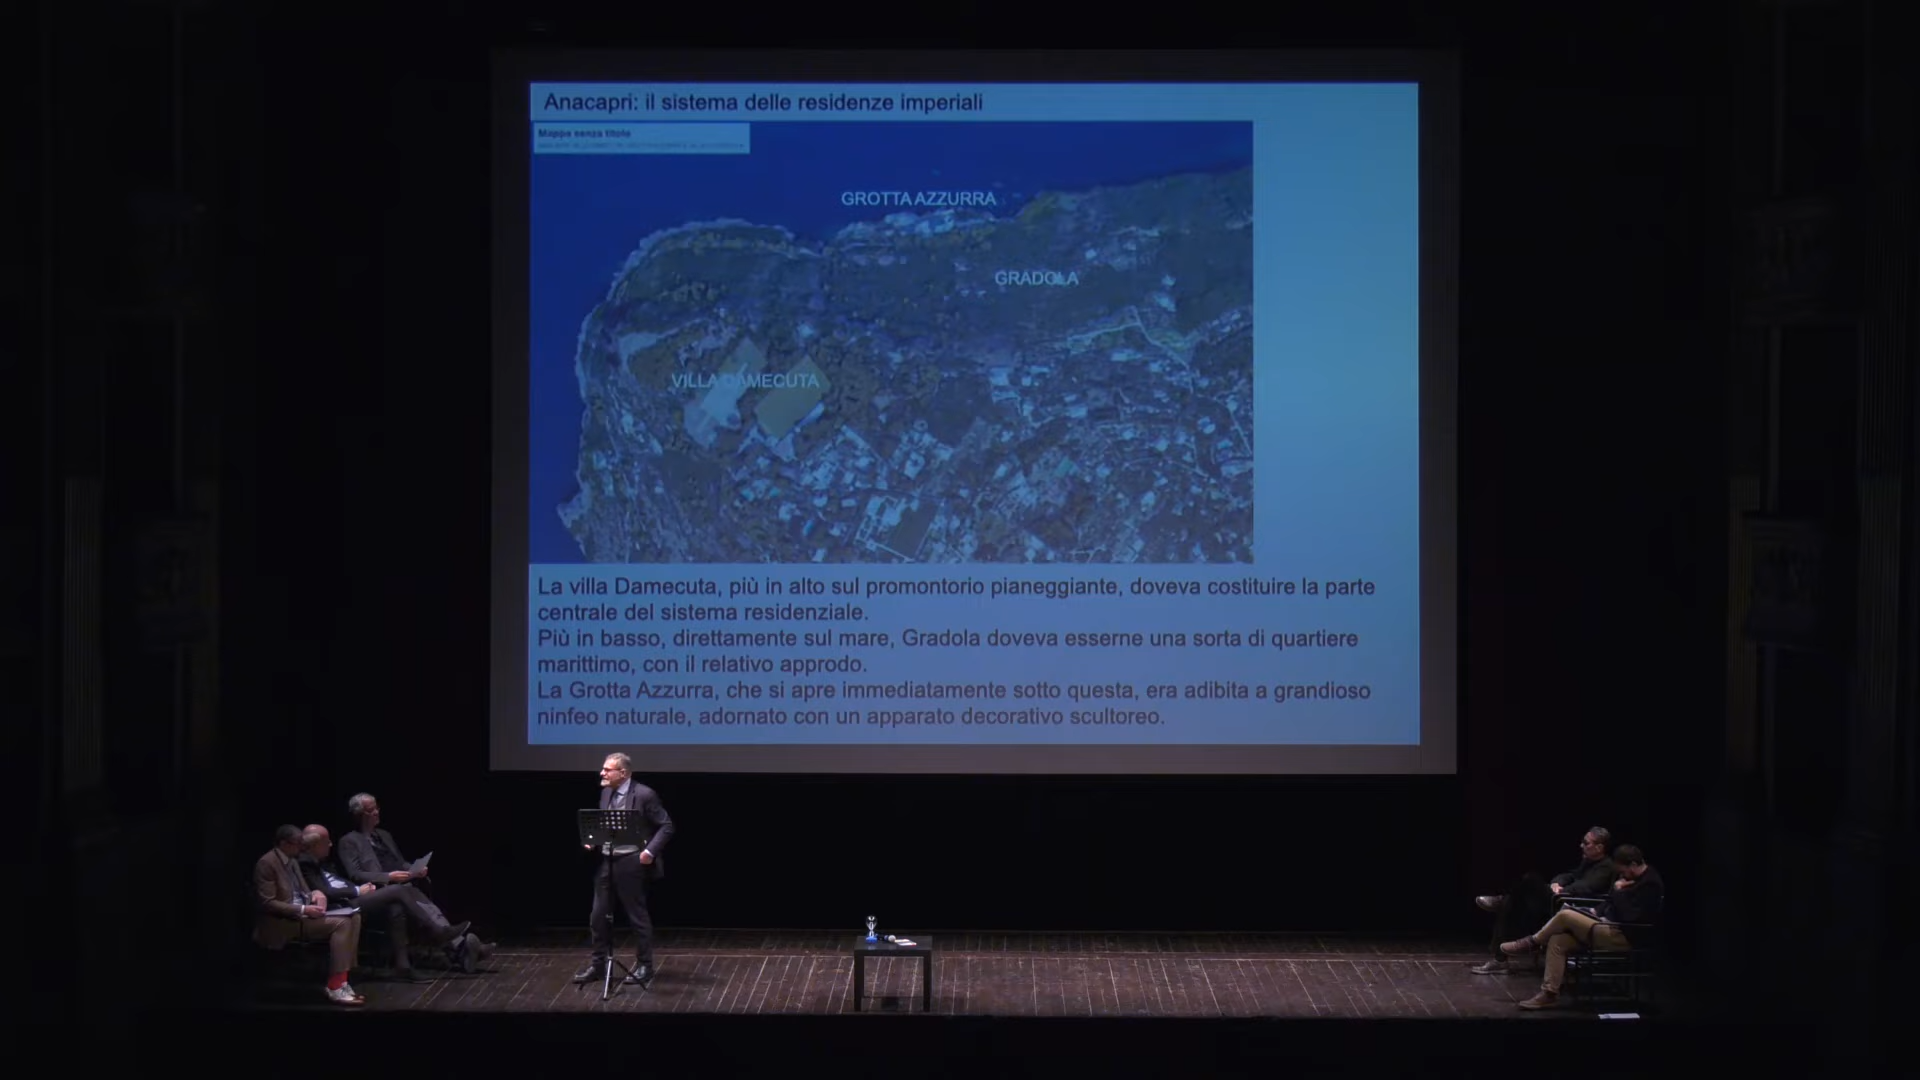 Anacapri: il sistema delle residenze imperiali
Mappa senza titolo
GROTTA AZZURRA
GRADOLA
VILLA DAMECUTA
La villa Damecuta, più in alto sul promontorio pianeggiante, doveva costituire la parte
centrale del sistema residenziale.
Più in basso, direttamente sul mare, Gradola doveva esserne una sorta di quartiere
marittimo, con il relativo approdo.
La Grotta Azzurra, che si apre immediatamente sotto questa, era adibita a grandioso
ninfeo naturale, adornato con un apparato decorativo scultoreo.